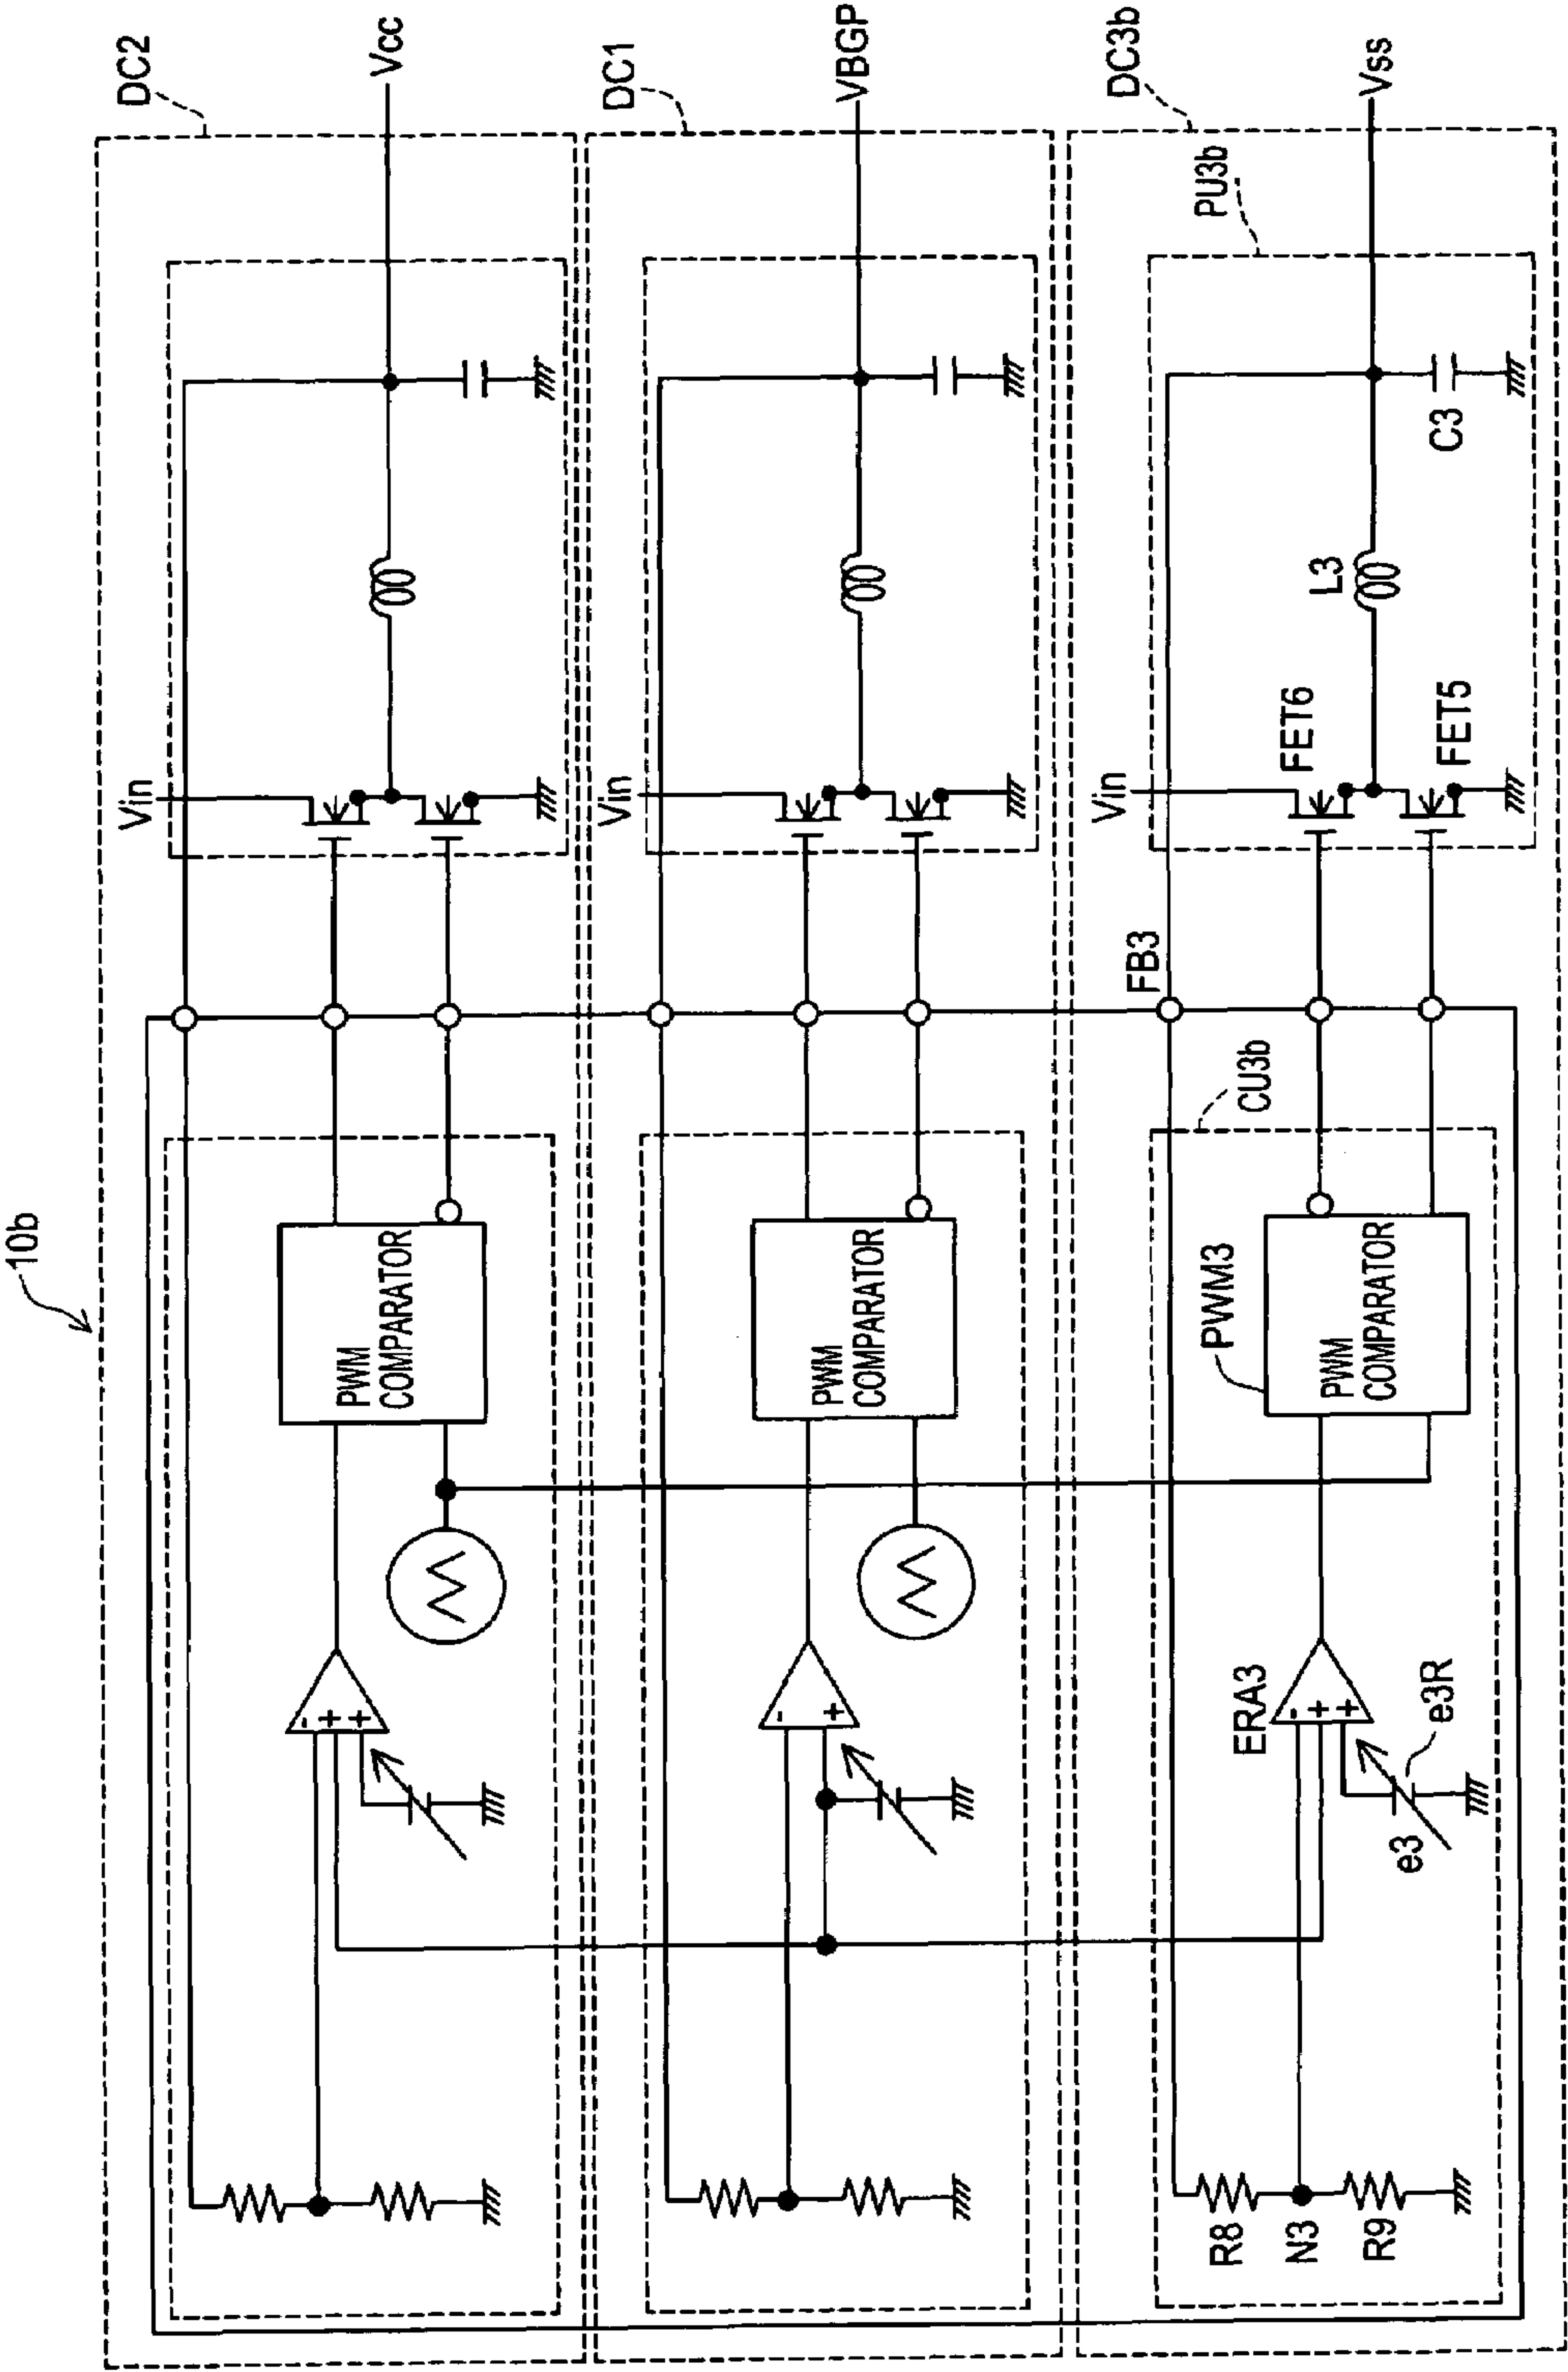 10b
DC2
Vcc
Vin
PWM
COMPARATOR
-
+
+
DC1
VBGP
Vin
PWM
COMPARATOR
-
+
DC3b
PU3b
Vss
Vin
FET6
FET5
L3
C3
FB3
CU3b
PWM3
PWM
COMPARATOR
ERA3
-
+
+
e3R
e3
R8
N3
R9